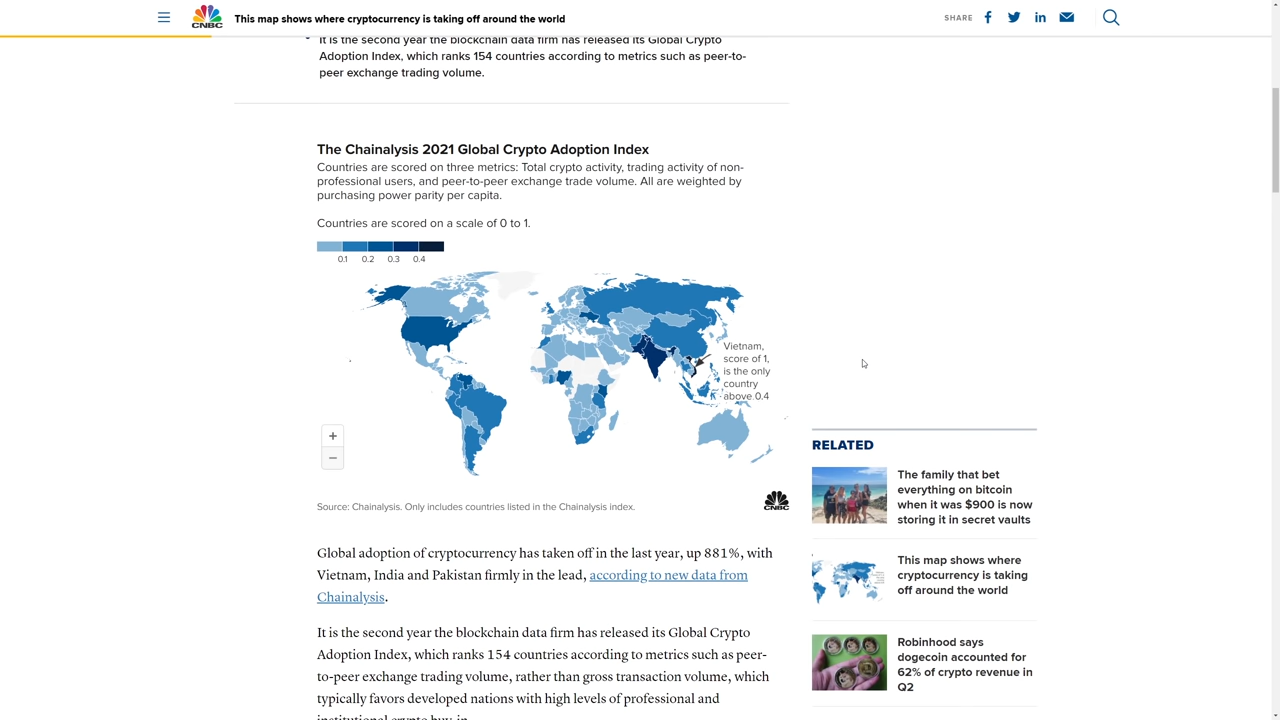 CNBC
This map shows where cryptocurrency is taking off around the world
SHARE
It is the second year the blockchain data firm has released its Global Crypto
Adoption Index, which ranks 154 countries according to metrics such as peer-to-
peer exchange trading volume.
The Chainalysis 2021 Global Crypto Adoption Index
Countries are scored on three metrics: Total crypto activity, trading activity of non-
professional users, and peer-to-peer exchange trade volume. All are weighted by
purchasing power parity per capita.
Countries are scored on a scale of 0 to 1.
0.1 0.2 0.3 0.4
Vietnam,
score of 1,
is the only
country
above 0.4
+
−
Source: Chainalysis. Only includes countries listed in the Chainalysis index.
CNBC
Global adoption of cryptocurrency has taken off in the last year, up 881%, with
Vietnam, India and Pakistan firmly in the lead, according to new data from
Chainalysis.
It is the second year the blockchain data firm has released its Global Crypto
Adoption Index, which ranks 154 countries according to metrics such as peer-
to-peer exchange trading volume, rather than gross transaction volume, which
typically favors developed nations with high levels of professional and
institutional crypto buy-in.
RELATED
The family that bet
everything on bitcoin
when it was $900 is now
storing it in secret vaults
This map shows where
cryptocurrency is taking
off around the world
Robinhood says
dogecoin accounted for
62% of crypto revenue in
Q2